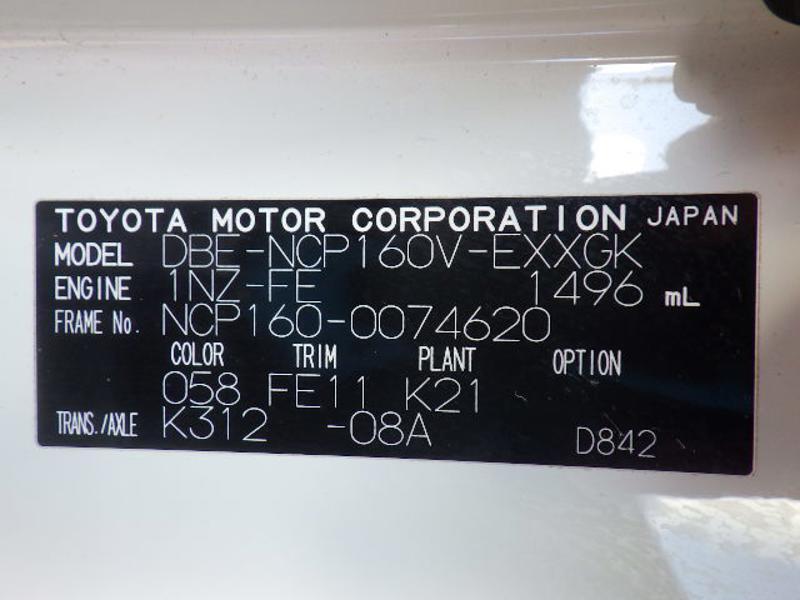 TOYOTA MOTOR CORPORATION JAPAN
MODEL DBE-NCP160V-EXXGK
ENGINE 1NZ-FE 1496 mL
FRAME No. NCP160-0074620
COLOR TRIM PLANT OPTION
058 FE11 K21
TRANS./AXLE K312 -08A D842